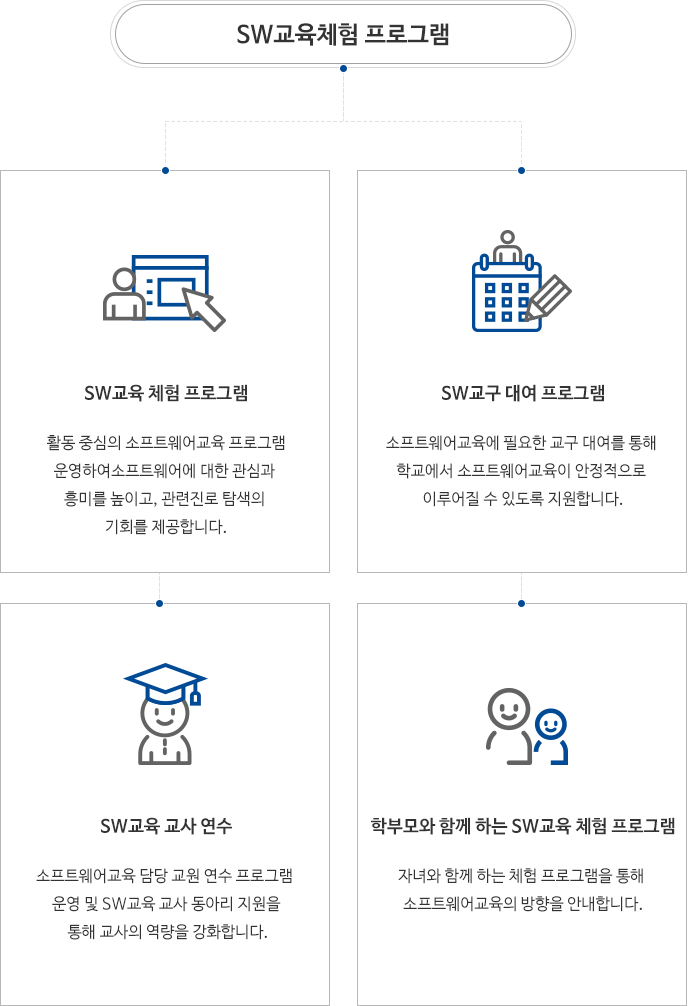 SW교육체험 프로그램
SW교육 체험 프로그램
활동 중심의 소프트웨어교육 프로그램
운영하여소프트웨어에 대한 관심과
흥미를 높이고, 관련진로 탐색의
기회를 제공합니다.
SW교구 대여 프로그램
소프트웨어교육에 필요한 교구 대여를 통해
학교에서 소프트웨어교육이 안정적으로
이루어질 수 있도록 지원합니다.
SW교육 교사 연수
소프트웨어교육 담당 교원 연수 프로그램
운영 및 SW교육 교사 동아리 지원을
통해 교사의 역량을 강화합니다.
학부모와 함께 하는 SW교육 체험 프로그램
자녀와 함께 하는 체험 프로그램을 통해
소프트웨어교육의 방향을 안내합니다.